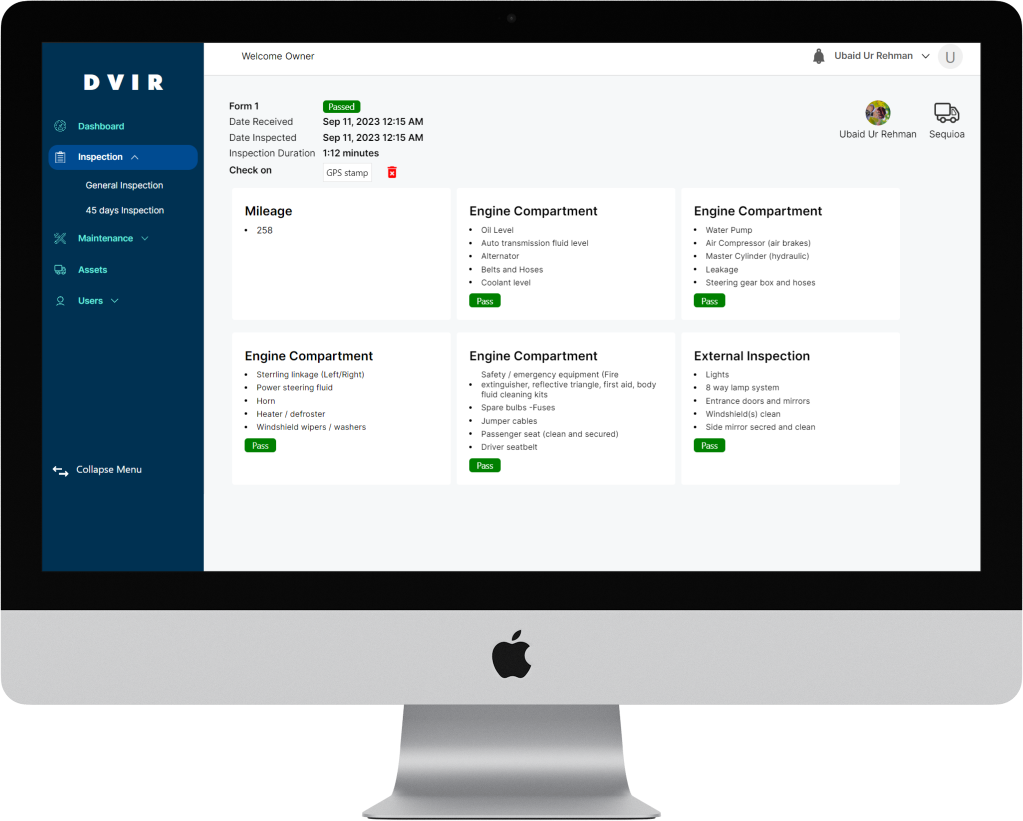 Welcome Owner
Ubaid Ur Rehman
U
DVIR
Dashboard
Inspection
General Inspection
45 days Inspection
Maintenance
Assets
Users
Collapse Menu
Form 1 Passed
Date Received Sep 11, 2023 12:15 AM
Date Inspected Sep 11, 2023 12:15 AM
Inspection Duration 1:12 minutes
Check on GPS stamp
Ubaid Ur Rehman
Sequioa
Mileage
258
Engine Compartment
Oil Level
Auto transmission fluid level
Alternator
Belts and Hoses
Coolant level
Pass
Engine Compartment
Water Pump
Air Compressor (air brakes)
Master Cylinder (hydraulic)
Leakage
Steering gear box and hoses
Pass
Engine Compartment
Sterrling linkage (Left/Right)
Power steering fluid
Horn
Heater / defroster
Windshield wipers / washers
Pass
Engine Compartment
Safety / emergency equipment (Fire
extinguisher, reflective triangle, first aid, body
fluid cleaning kits
Spare bulbs -Fuses
Jumper cables
Passenger seat (clean and secured)
Driver seatbelt
Pass
External Inspection
Lights
8 way lamp system
Entrance doors and mirrors
Windshield(s) clean
Side mirror secred and clean
Pass